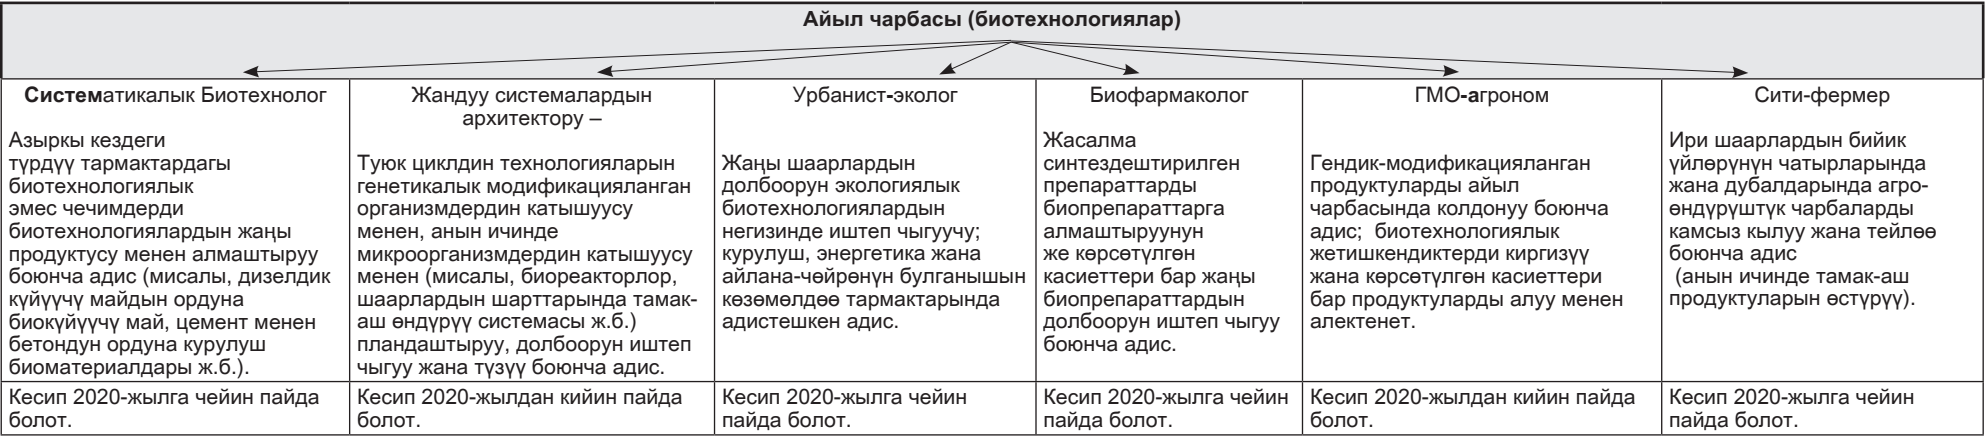 Айыл чарбасы (биотехнологиялар)
Систематикалык Биотехнолог
Азыркы кездеги
түрдүү тармактардагы
биотехнологиялык
эмес чечимдерди
биотехнологиялардын жаңы
продуктусу менен алмаштыруу
боюнча адис (мисалы, дизелдик
күйүүчү майдын ордуна
биокүйүүчү май, цемент менен
бетондун ордуна курулуш
биоматериалдары ж.б.).
Кесип 2020-жылга чейин пайда
болот.
Жандуу системалардын
архитектору –
Туюк циклдин технологияларын
генетикалык модификацияланган
организмдердин катышуусу
менен, анын ичинде
микроорганизмдердин катышуусу
менен (мисалы, биореакторлор,
шаарлардын шарттарында тамак-
аш өндүрүү системасы ж.б.)
пландаштыруу, долбоорун иштеп
чыгуу жана түзүү боюнча адис.
Кесип 2020-жылдан кийин пайда
болот.
Урбанист-эколог
Жаңы шаарлардын
долбоорун экологиялык
биотехнологиялардын
негизинде иштеп чыгуучу;
курулуш, энергетика жана
айлана-чөйрөнүн булганышын
көзөмөлдөө тармактарында
адистешкен адис.
Кесип 2020-жылга чейин
пайда болот.
Биофармаколог
Жасалма
синтездештирилген
препараттарды
биопрепараттарга
алмаштыруунун
же көрсөтүлгөн
касиеттери бар жаңы
биопрепараттардын
долбоорун иштеп чыгуу
боюнча адис.
Кесип 2020-жылга чейин
пайда болот.
ГМО-агроном
Гендик-модификацияланган
продуктуларды айыл
чарбасында колдонуу боюнча
адис; биотехнологиялык
жетишкендиктерди киргизүү
жана көрсөтүлгөн касиеттери
бар продуктуларды алуу менен
алектенет.
Кесип 2020-жылдан кийин пайда
болот.
Сити-фермер
Ири шаарлардын бийик
үйлөрүнүн чатырларында
жана дубалдарында агро-
өндүрүштүк чарбаларды
камсыз кылуу жана тейлөө
боюнча адис
(анын ичинде тамак-аш
продуктуларын өстүрүү).
Кесип 2020-жылга чейин
пайда болот.